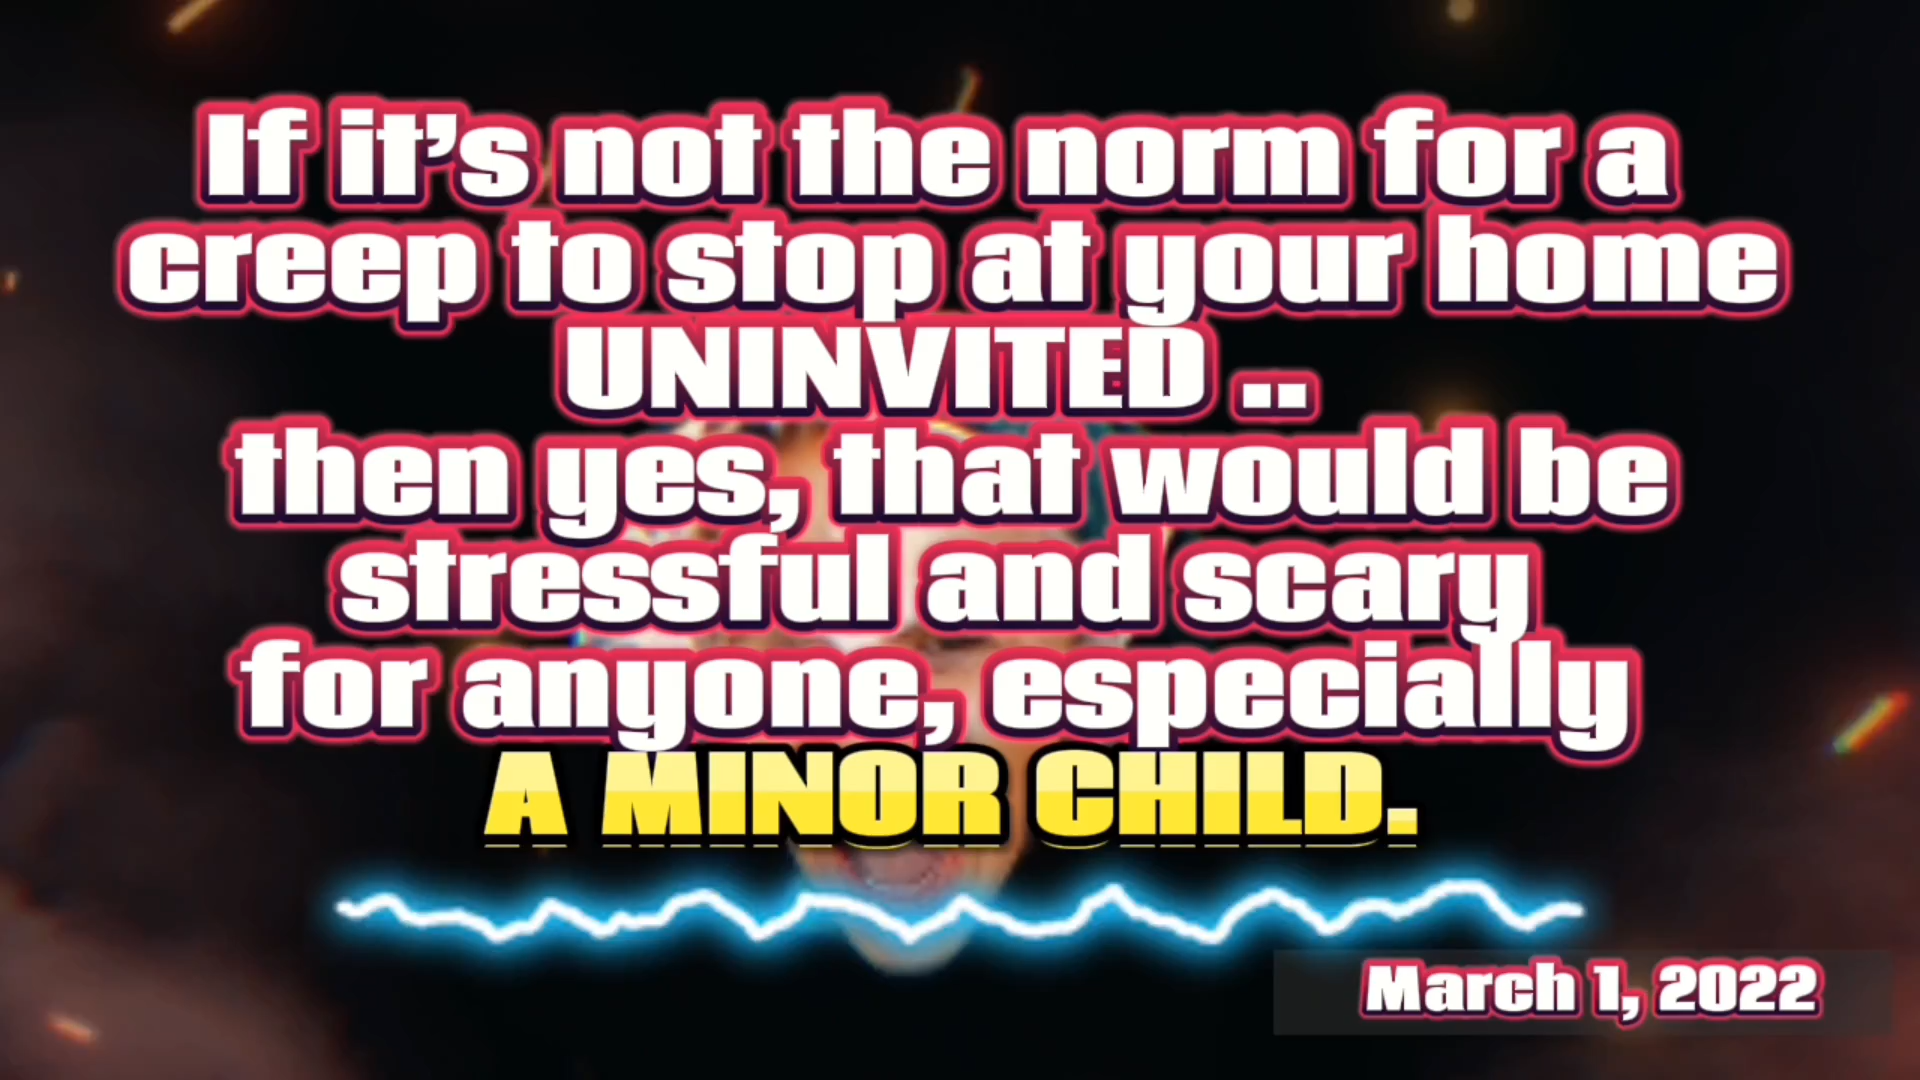 If it's not the norm for a
creep to stop at your home
UNINVITED ..
then yes, that would be
stressful and scary
for anyone, especially
A MINOR CHILD.
March 1, 2022